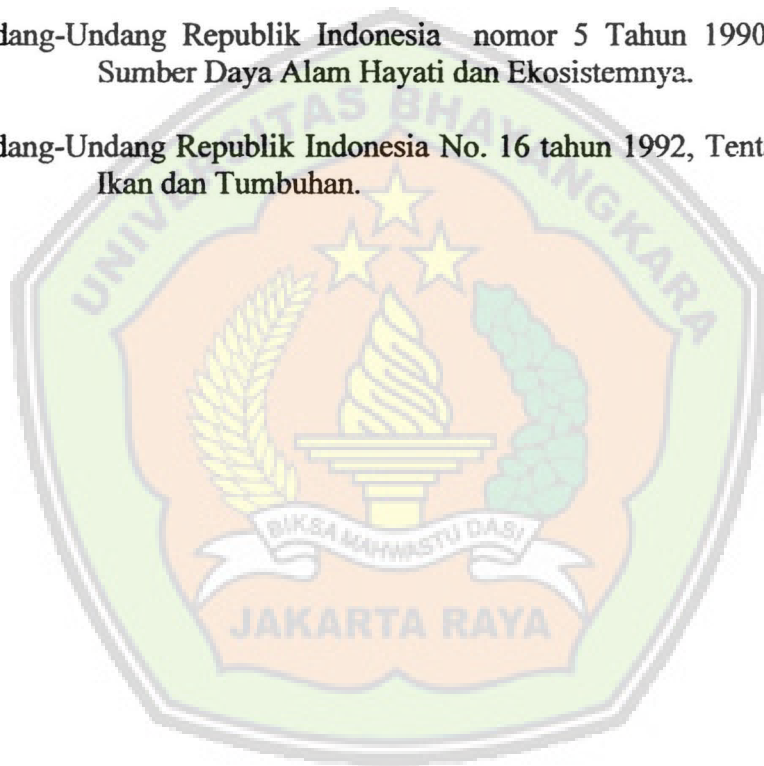 dang-Undang Republik Indonesia nomor 5 Tahun 1990
Sumber Daya Alam Hayati dan Ekosistemnya.
dang-Undang Republik Indonesia No. 16 tahun 1992, Tent
Ikan dan Tumbuhan.
UNIVERSITAS BHAYANGKARA
BIKSA MAHWASTU DASI
JAKARTA RAYA